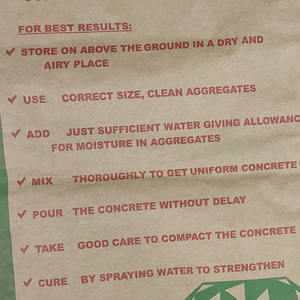 FOR BEST RESULTS:
✓ STORE ON ABOVE THE GROUND IN A DRY AND
AIRY PLACE
✓ USE CORRECT SIZE, CLEAN AGGREGATES
✓ ADD JUST SUFFICIENT WATER GIVING ALLOWANC
FOR MOISTURE IN AGGREGATES
✓ MIX THOROUGHLY TO GET UNIFORM CONCRETE
✓ POUR THE CONCRETE WITHOUT DELAY
✓ TAKE GOOD CARE TO COMPACT THE CONCRETE
✓ CURE BY SPRAYING WATER TO STRENGTHEN